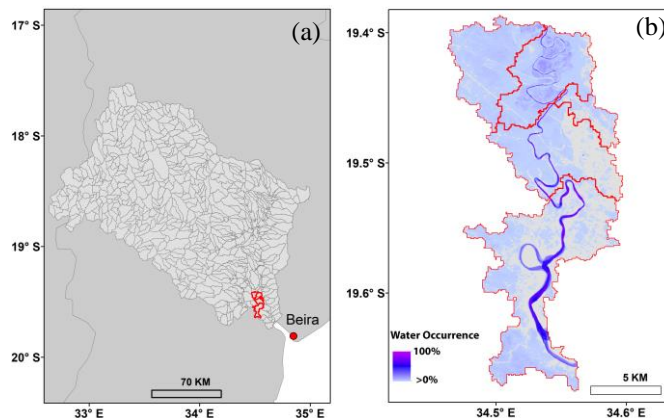 17° S
18° S
19° S
20° S
33° S
34° E
35° E
(a)
Beira
70 KM
19.4° S
19.5° S
19.6° S
34.5° E
34.6° E
(b)
Water Occurrence
100%
>0%
5 KM